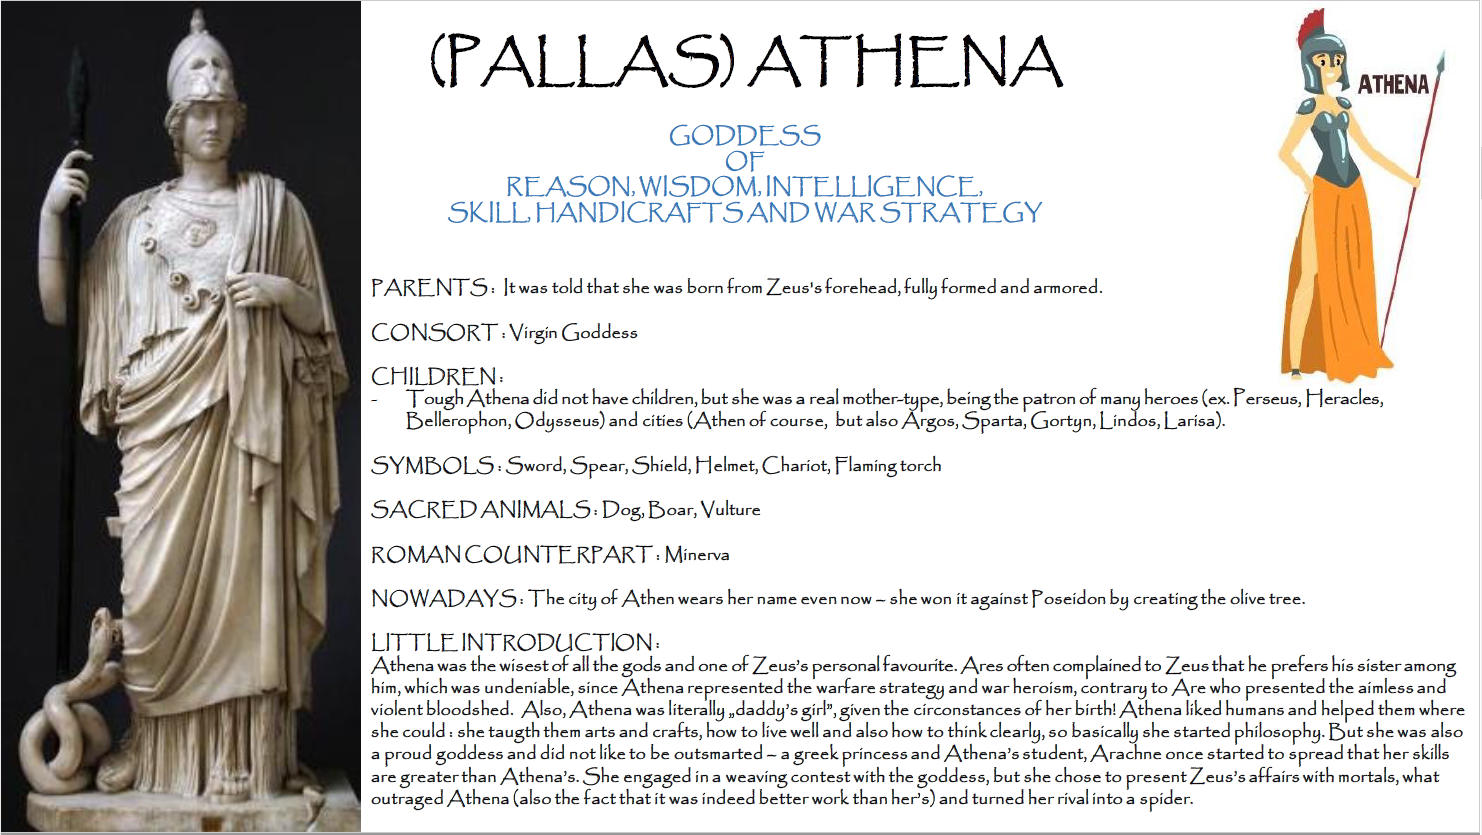 (PALLAS) ATHENA
ATHENA
GODDESS
OF
REASON, WISDOM, INTELLIGENCE,
SKILL, HANDICRAFTS AND WAR STRATEGY
PARENTS : It was told that she was born from Zeus's forehead, fully formed and armored.
CONSORT : Virgin Goddess
CHILDREN :
- Tough Athena did not have children, but she was a real mother-type, being the patron of many heroes (ex. Perseus, Heracles,
Bellerophon, Odysseus) and cities (Athen of course, but also Argos, Sparta, Gortyn, Lindos, Larisa).
SYMBOLS : Sword, Spear, Shield, Helmet, Chariot, Flaming torch
SACRED ANIMALS : Dog, Boar, Vulture
ROMAN COUNTERPART : Minerva
NOWADAYS : The city of Athen wears her name even now – she won it against Poseidon by creating the olive tree.
LITTLE INTRODUCTION :
Athena was the wisest of all the gods and one of Zeus’s personal favourite. Ares often complained to Zeus that he prefers his sister among
him, which was undeniable, since Athena represented the warfare strategy and war heroism, contrary to Are who presented the aimless and
violent bloodshed. Also, Athena was literally „daddy’s girl”, given the circonstances of her birth! Athena liked humans and helped them where
she could : she taugth them arts and crafts, how to live well and also how to think clearly, so basically she started philosophy. But she was also
a proud goddess and did not like to be outsmarted – a greek princess and Athena’s student, Arachne once started to spread that her skills
are greater than Athena’s. She engaged in a weaving contest with the goddess, but she chose to present Zeus’s affairs with mortals, what
outraged Athena (also the fact that it was indeed better work than her’s) and turned her rival into a spider.